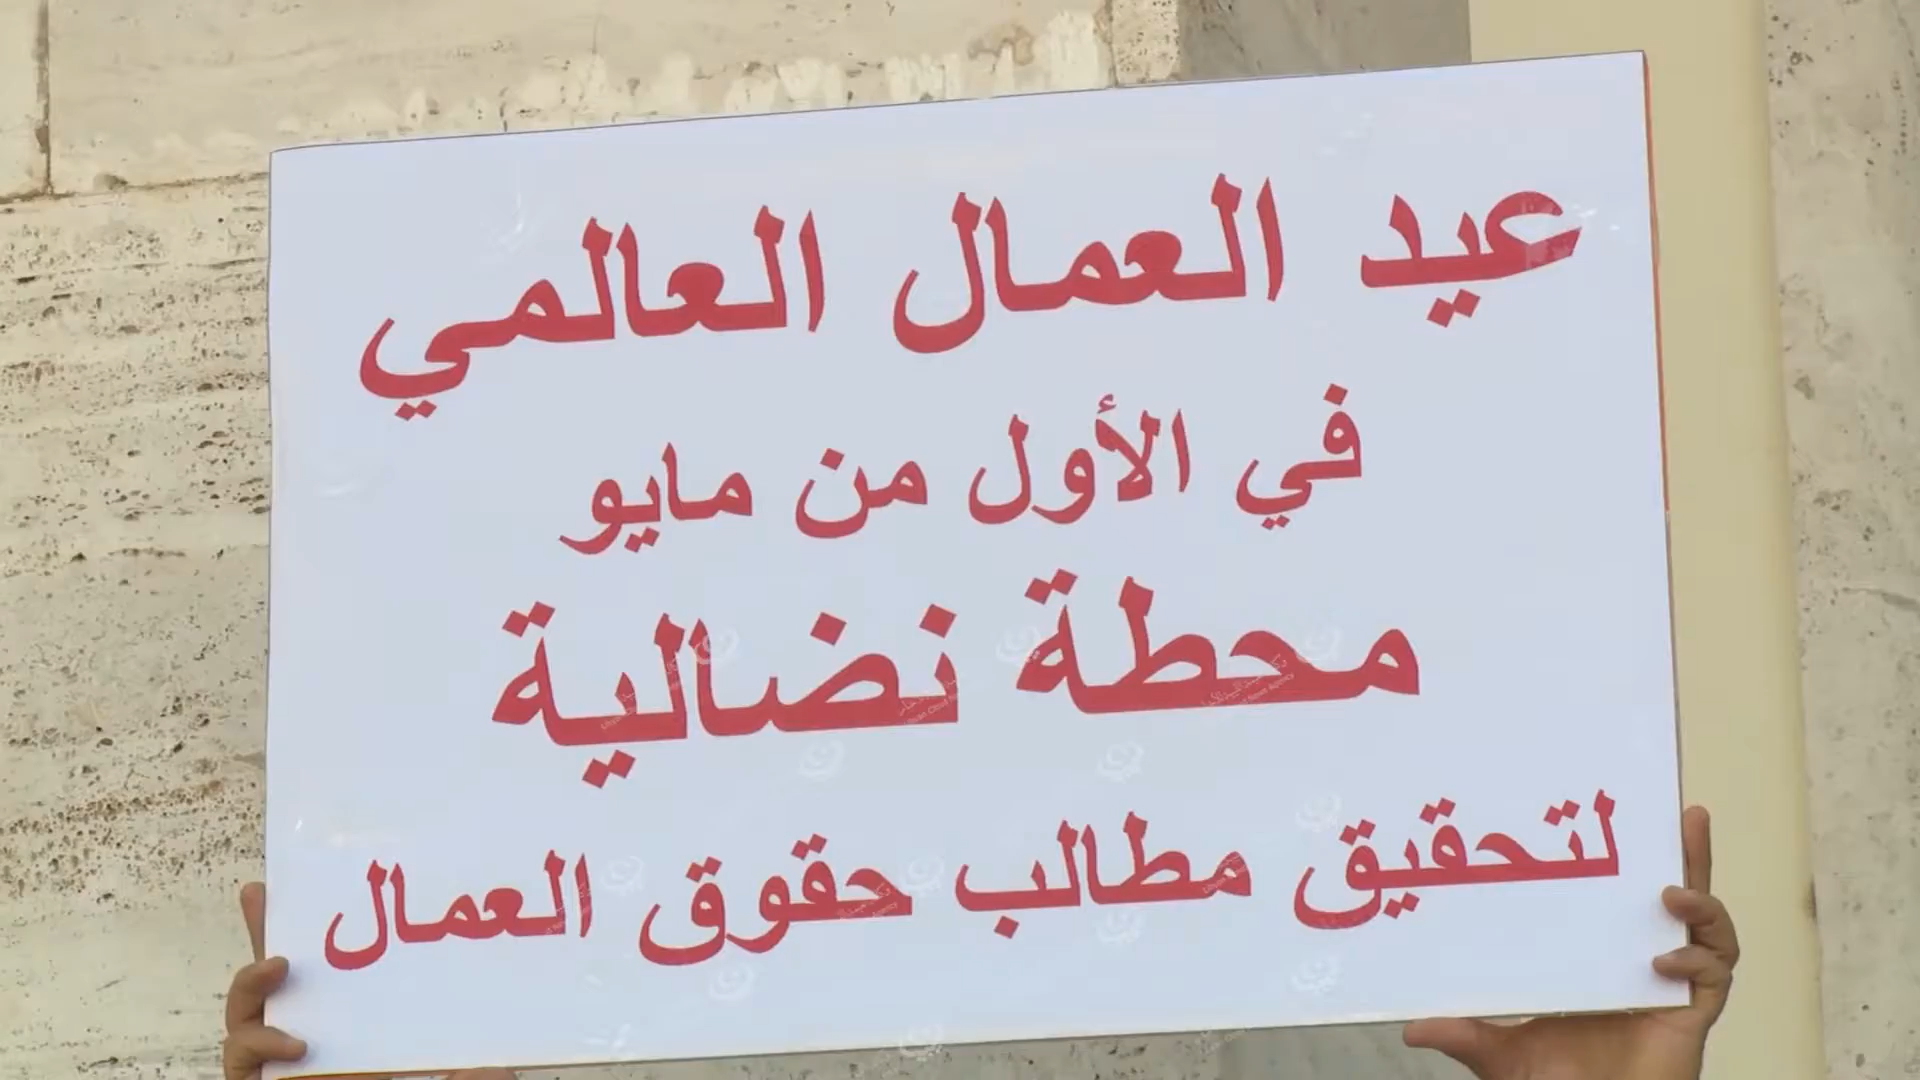 عيد العمال العالمي
في الأول من مايو
محطة نضالية
لتحقيق مطالب حقوق العمال